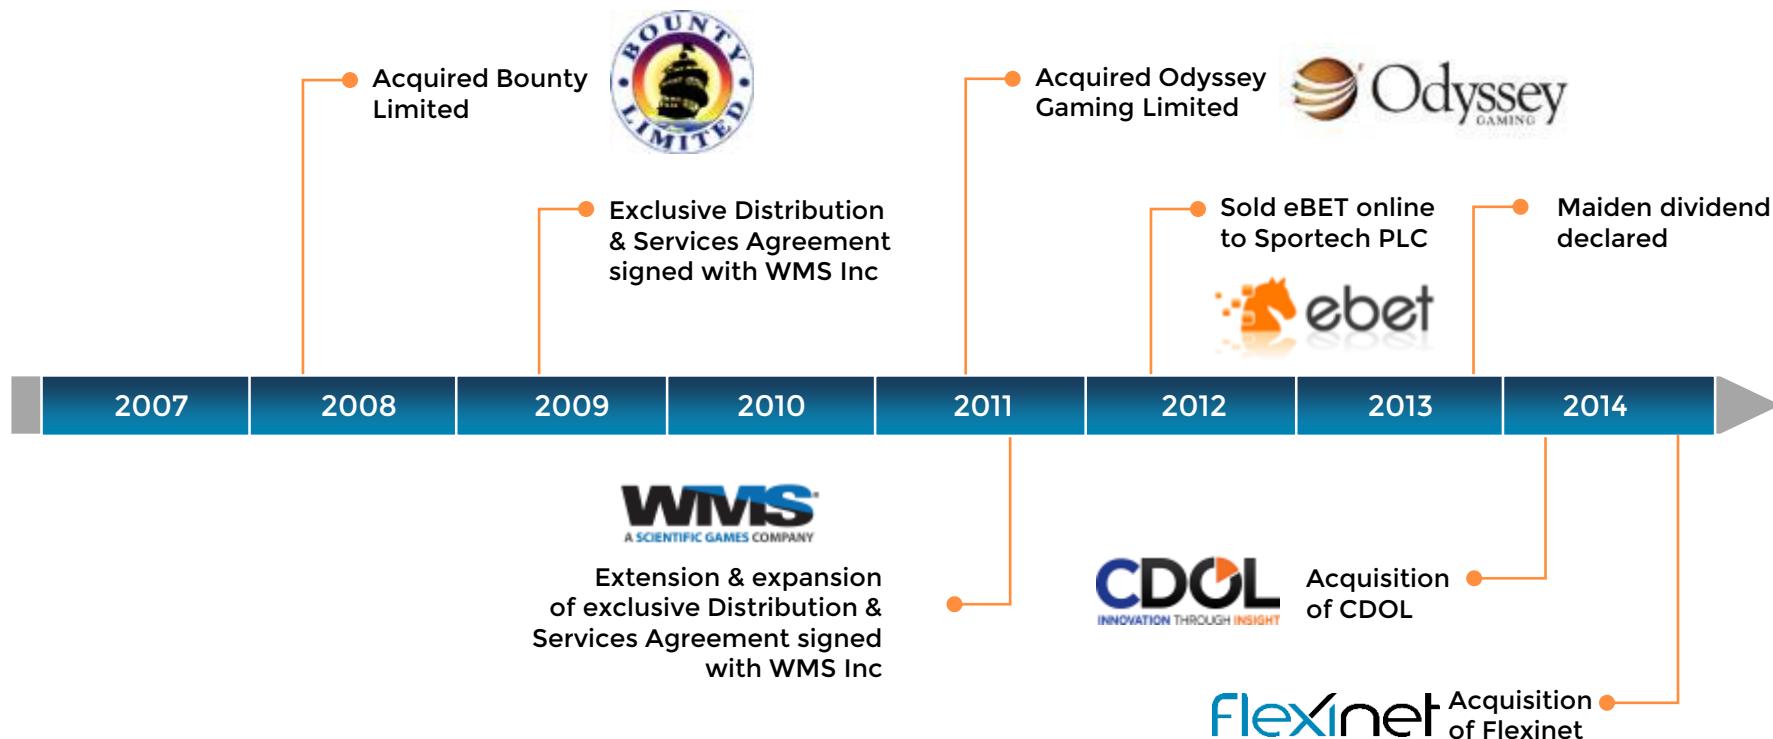 Acquired Bounty
Limited
BOUNTY
LIMITED
Acquired Odyssey
Gaming Limited
Odyssey
GAMING
Exclusive Distribution
& Services Agreement
signed with WMS Inc
Sold eBET online
to Sportech PLC
ebet
Maiden dividend
declared
2007
2008
2009
2010
2011
2012
2013
2014
WMS
A SCIENTIFIC GAMES COMPANY
Extension & expansion
of exclusive Distribution &
Services Agreement signed
with WMS Inc
CDOL
INNOVATION THROUGH INSIGHT
Acquisition
of CDOL
Flexinet
Acquisition
of Flexinet